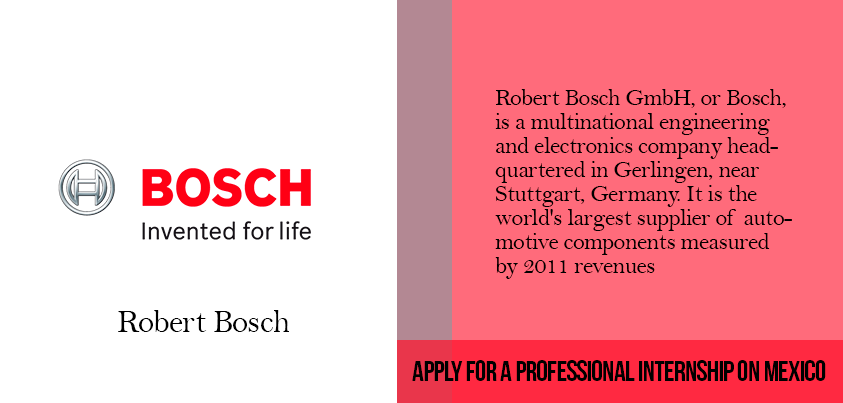 BOSCH
Invented for life
Robert Bosch
Robert Bosch GmbH, or Bosch,
is a multinational engineering
and electronics company head-
quartered in Gerlingen, near
Stuttgart, Germany. It is the
world's largest supplier of automotive components measured
by 2011 revenues
APPLY FOR A PROFESSIONAL INTERNSHIP ON MEXICO